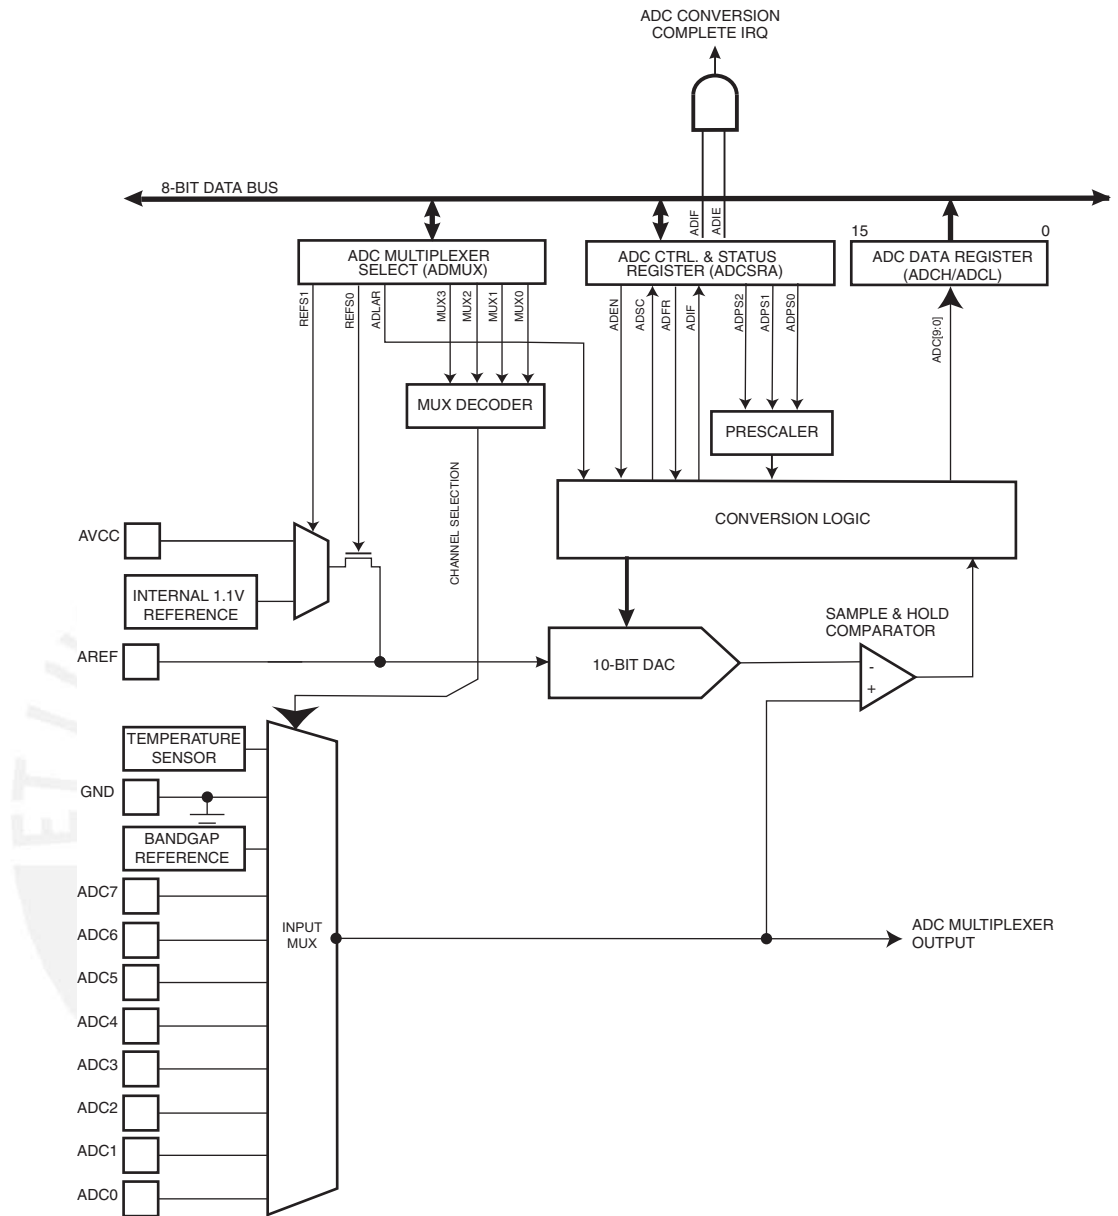 ADC CONVERSION
COMPLETE IRQ
8-BIT DATA BUS
ADIF
ADIE
15
0
ADC MULTIPLEXER
SELECT (ADMUX)
ADC CTRL. & STATUS
REGISTER (ADCSRA)
ADC DATA REGISTER
(ADCH/ADCL)
REFS1
REFS0
ADLAR
MUX3
MUX2
MUX1
MUX0
ADEN
ADSC
ADFR
ADIF
ADPS2
ADPS1
ADPS0
ADC[9:0]
MUX DECODER
PRESCALER
CHANNEL SELECTION
CONVERSION LOGIC
AVCC
INTERNAL 1.1V
REFERENCE
SAMPLE & HOLD
COMPARATOR
AREF
10-BIT DAC
-
+
TEMPERATURE
SENSOR
GND
BANDGAP
REFERENCE
ADC7
ADC6
ADC5
ADC4
ADC3
ADC2
ADC1
ADC0
INPUT
MUX
ADC MULTIPLEXER
OUTPUT